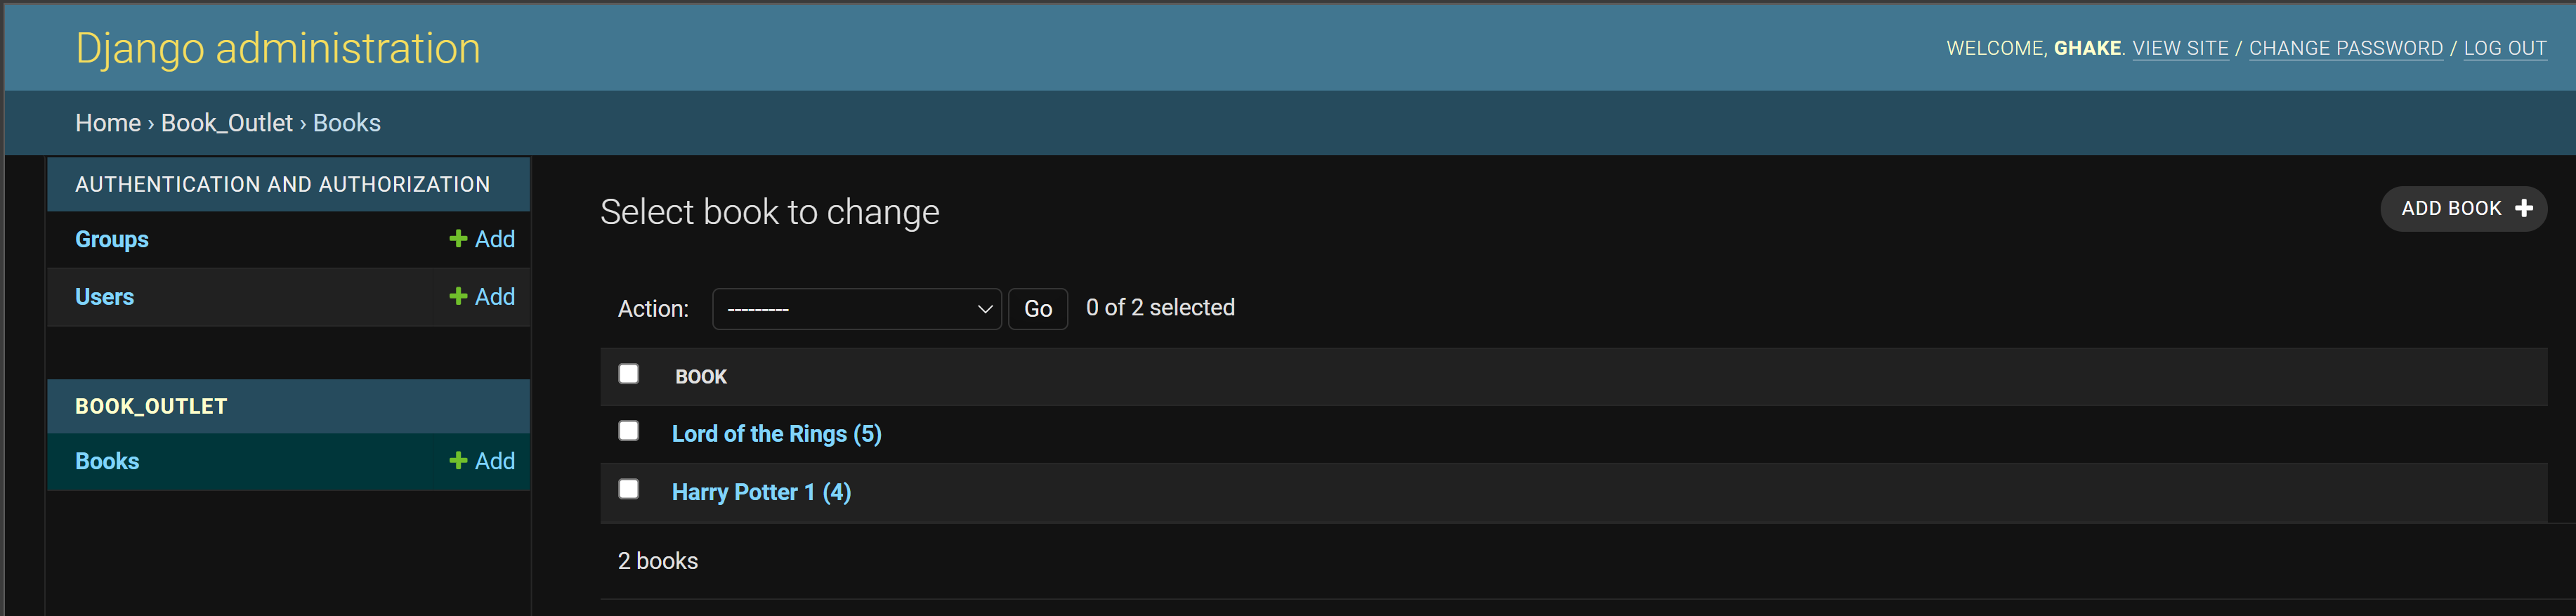 Django administration
WELCOME, GHAKE. VIEW SITE / CHANGE PASSWORD / LOG OUT
Home › Book_Outlet › Books
AUTHENTICATION AND AUTHORIZATION
Groups + Add
Users + Add
BOOK_OUTLET
Books + Add
Select book to change
ADD BOOK +
Action: --------- Go 0 of 2 selected
BOOK
Lord of the Rings (5)
Harry Potter 1 (4)
2 books